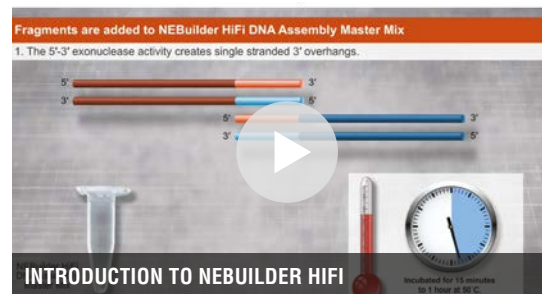 Fragments are added to NEBuilder HiFi DNA Assembly Master Mix
1. The 5'-3' exonuclease activity creates single stranded 3' overhangs.
5' 3'
3' 5'
5' 3'
3' 5'
Incubated for 15 minutes
to 1 hour at 50°C.
INTRODUCTION TO NEBUILDER HIFI